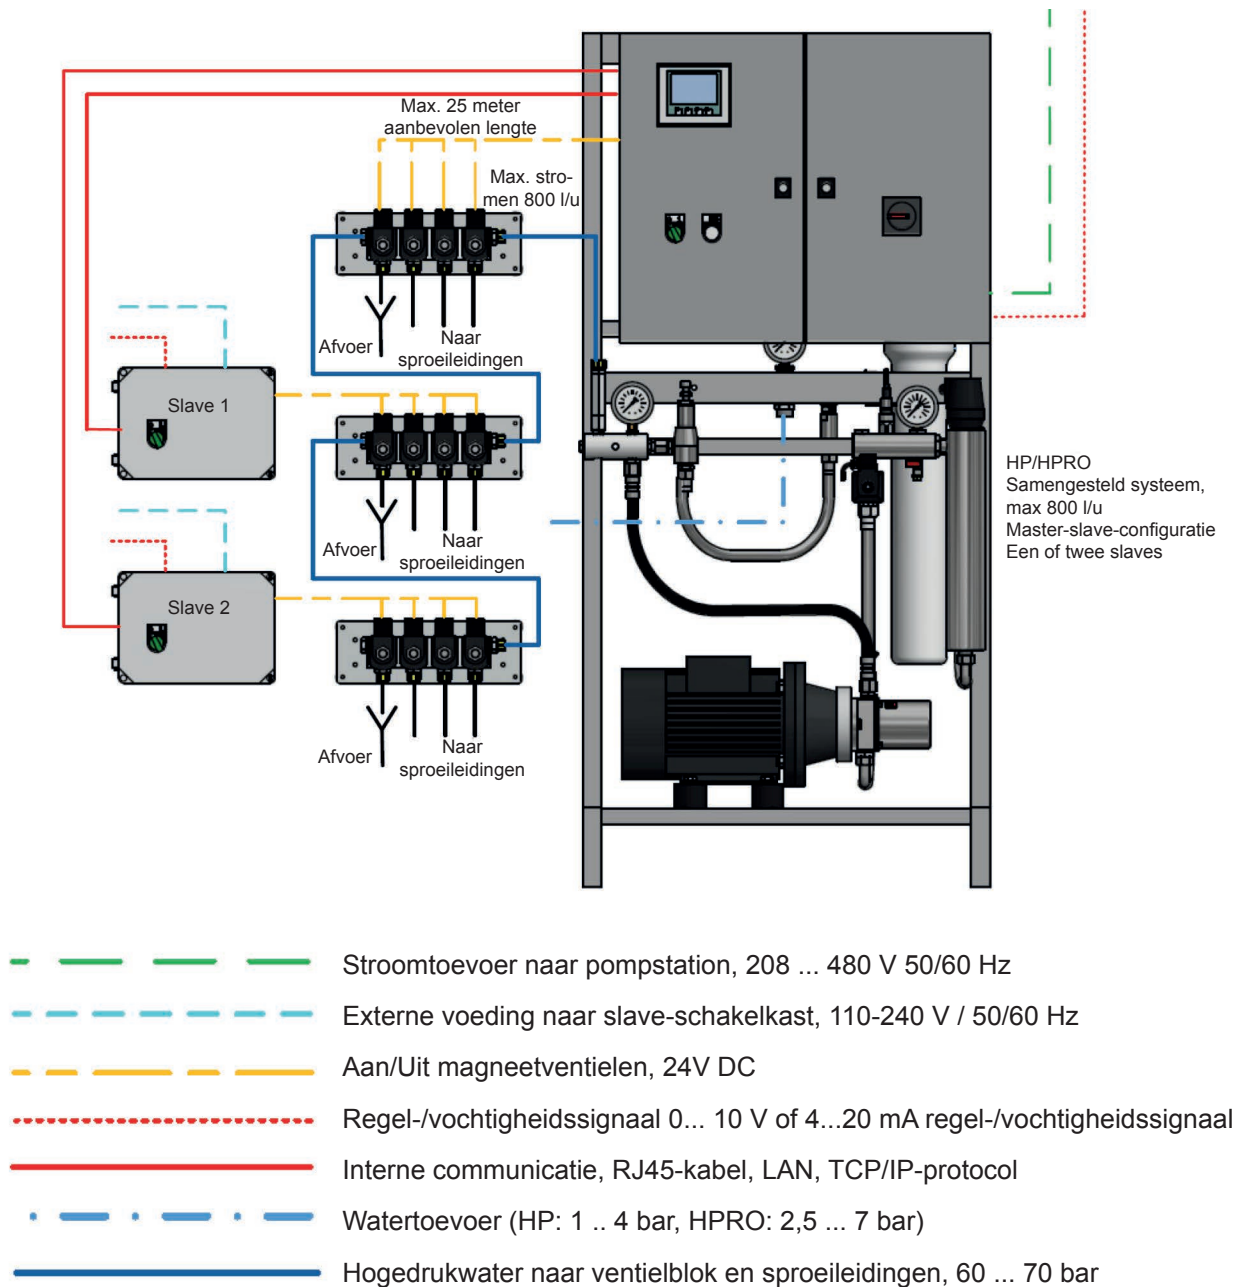 Max. 25 meter
aanbevolen lengte
Max. stro-
men 800 l/u
Afvoer
Naar
sproeileidingen
Slave 1
Afvoer
Naar
sproeileidingen
Slave 2
Afvoer
Naar
sproeileidingen
HP/HPRO
Samengesteld systeem,
max 800 l/u
Master-slave-configuratie
Een of twee slaves
Stroomtoevoer naar pompstation, 208 ... 480 V 50/60 Hz
Externe voeding naar slave-schakelkast, 110-240 V / 50/60 Hz
Aan/Uit magneetventielen, 24V DC
Regel-/vochtigheidssignaal 0... 10 V of 4...20 mA regel-/vochtigheidssignaal
Interne communicatie, RJ45-kabel, LAN, TCP/IP-protocol
Watertoevoer (HP: 1 .. 4 bar, HPRO: 2,5 ... 7 bar)
Hogedrukwater naar ventielblok en sproeileidingen, 60 ... 70 bar